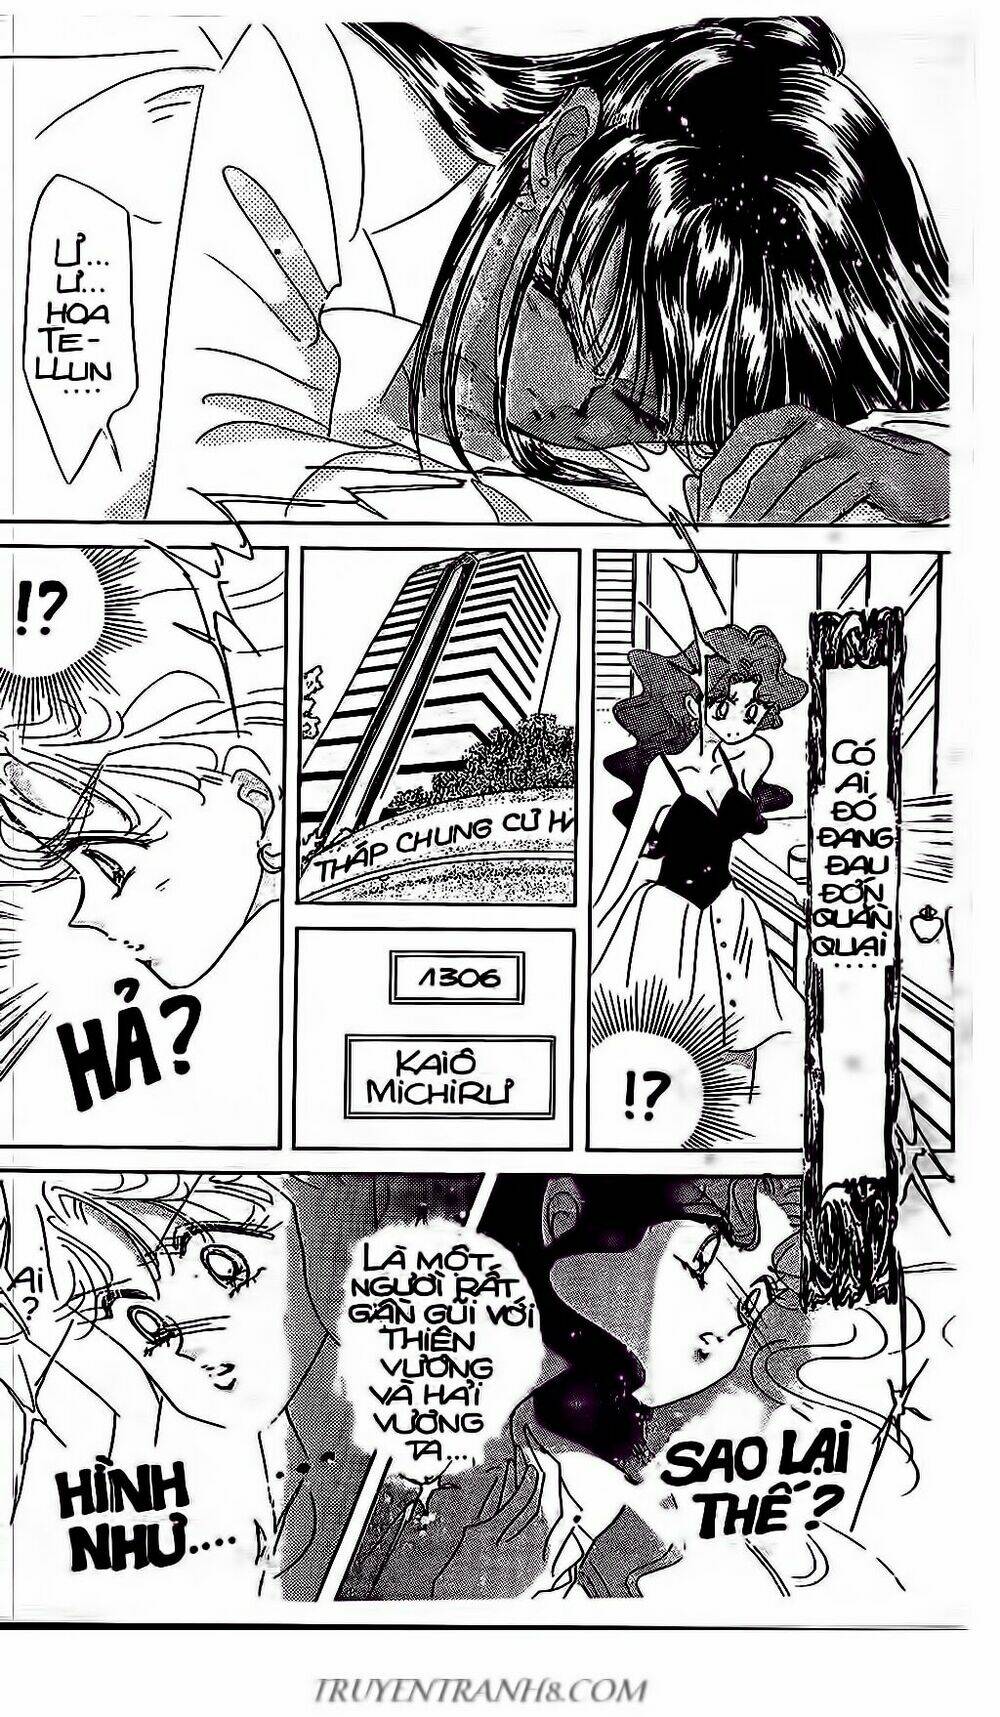 Ư...
Ư...
HOA
TE-
LLUN
....
CÓ
AI
ĐÓ
ĐANG
ĐAU
ĐỚN
QUẰN
QUẠI
....
!?
THÁP CHUNG CƯ HẢ
1306
KAIÔ
MICHIRƯ
!?
HẢ?
SAO LẠI
THẾ?
LÀ MỘT
NGƯỜI RẤT
GẦN GŨI VỚI
THIÊN
VƯƠNG
VÀ HẢI
VƯƠNG
TA...
AI
?
HÌNH
NHƯ....
TRUYENTRANH8.COM